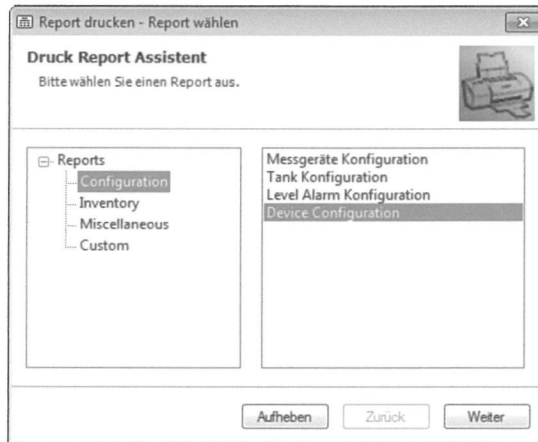 Report drucken - Report wählen
Druck Report Assistent
Bitte wählen Sie einen Report aus.
Reports
Configuration
Inventory
Miscellaneous
Custom
Messgeräte Konfiguration
Tank Konfiguration
Level Alarm Konfiguration
Device Configuration
Aufheben
Zurück
Weiter